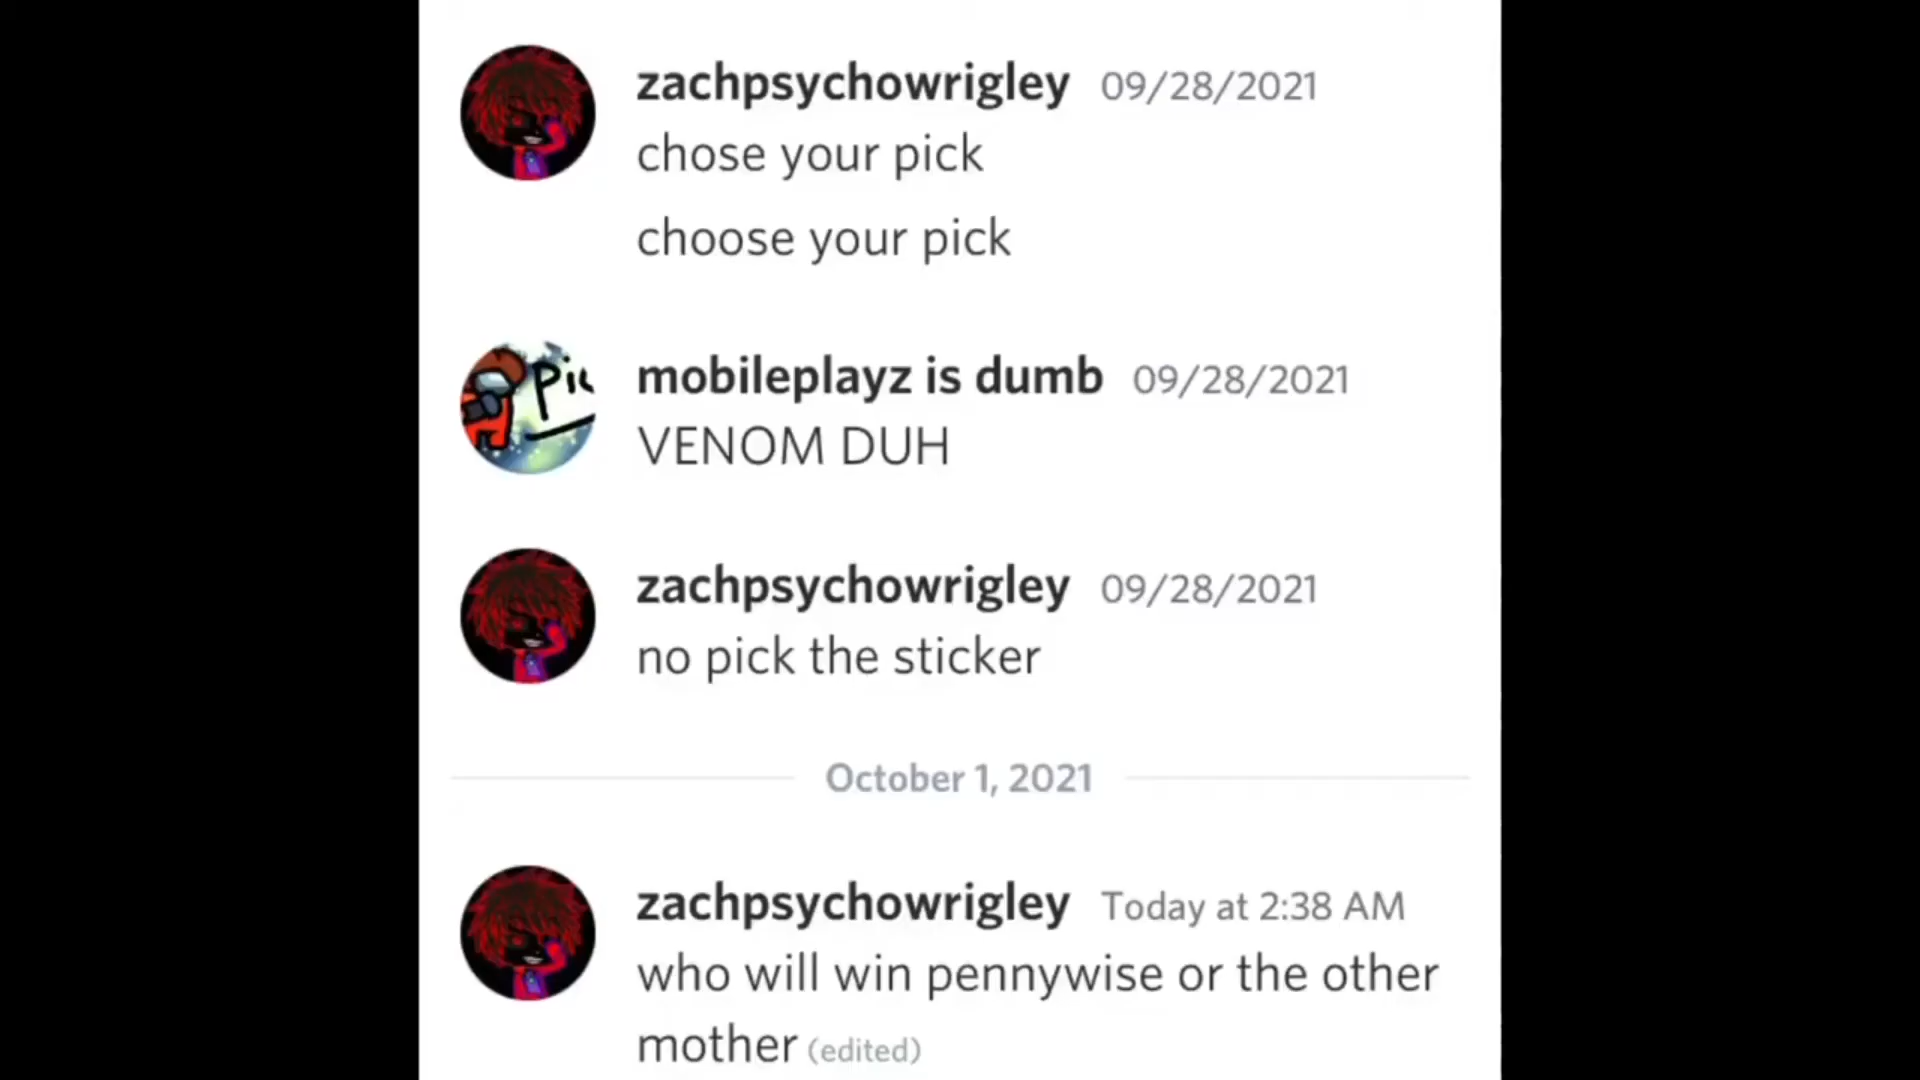 zachpsychowrigley 09/28/2021
chose your pick
choose your pick
Pic
mobileplayz is dumb 09/28/2021
VENOM DUH
zachpsychowrigley 09/28/2021
no pick the sticker
October 1, 2021
zachpsychowrigley Today at 2:38 AM
who will win pennywise or the other
mother (edited)